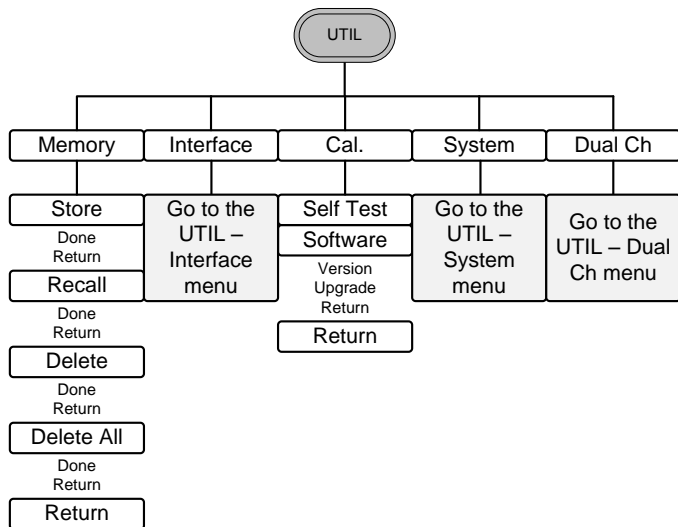 UTIL
Memory
Interface
Cal.
System
Dual Ch
Store
Done
Return
Recall
Done
Return
Delete
Done
Return
Delete All
Done
Return
Return
Go to the
UTIL –
Interface
menu
Self Test
Software
Version
Upgrade
Return
Return
Go to the
UTIL –
System
menu
Go to the
UTIL – Dual
Ch menu